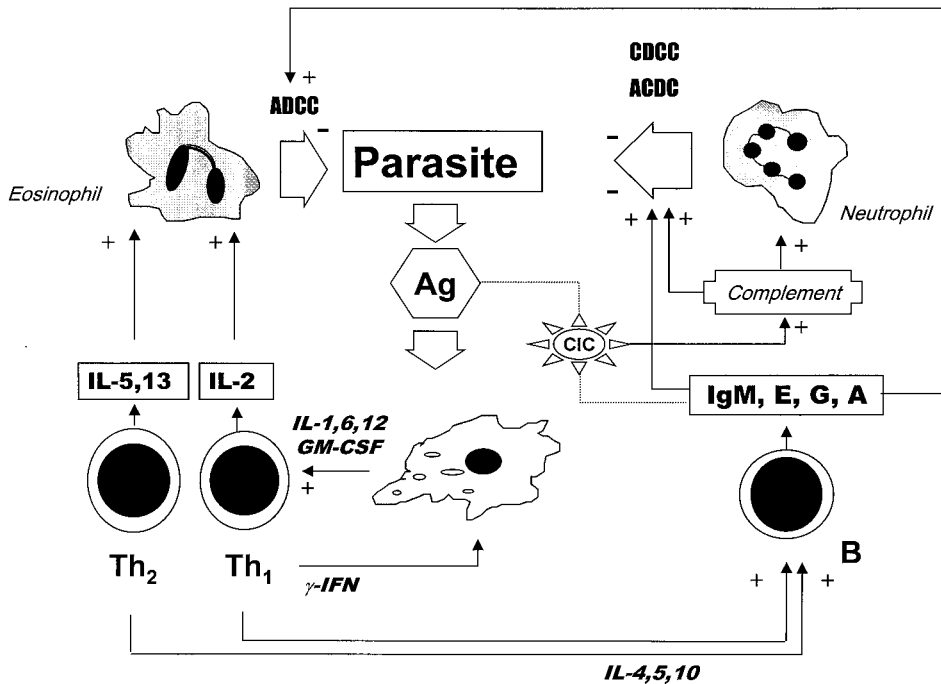 +
ADCC
CDCC
ACDC
Eosinophil
-
Parasite
-
-
Neutrophil
+
+
+
+
+
Ag
Complement
+
CIC
IL-5,13
IL-2
IgM, E, G, A
IL-1,6,12
GM-CSF
+
Th₂
Th₁
γ-IFN
B
+
+
IL-4,5,10